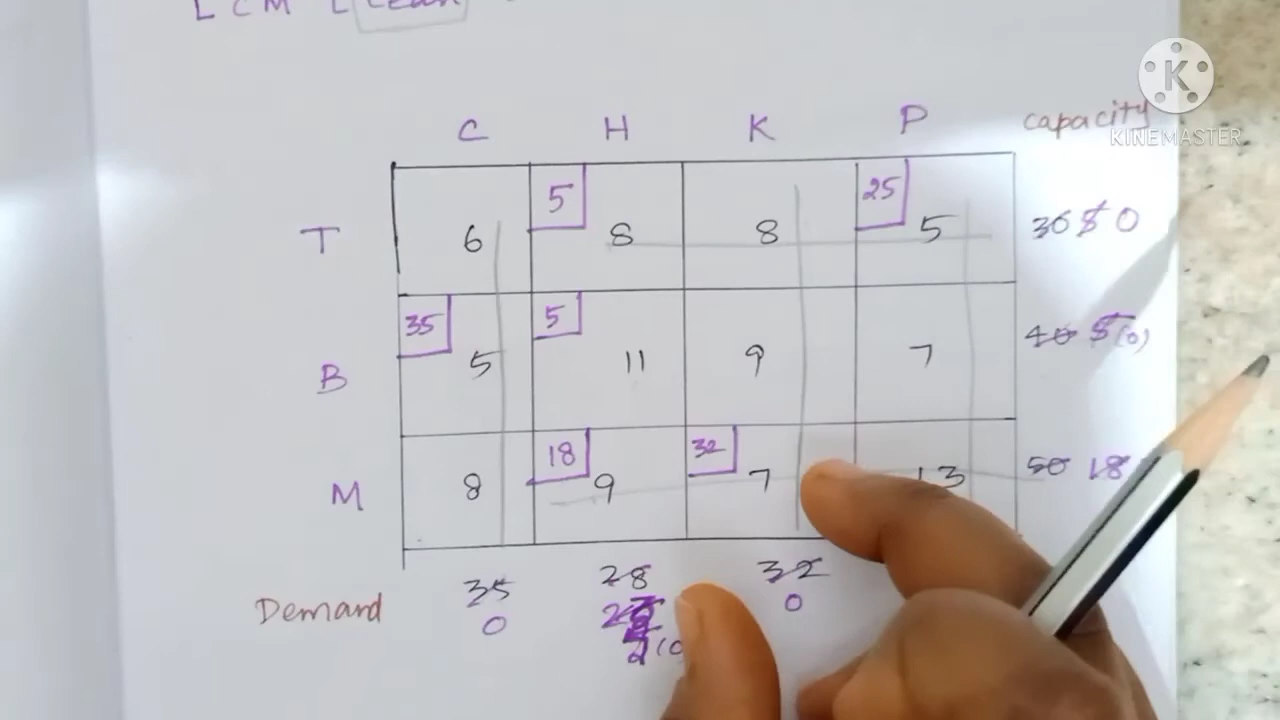 L C M [ Least
C H K P capacity
K
KINEMASTER
5 25
T 6 8 8 5 30 5 0
35 5
B 5 11 9 7 40 5 (0)
18 32
M 8 9 7 13 50 18
Demand 35 28 32
0 0